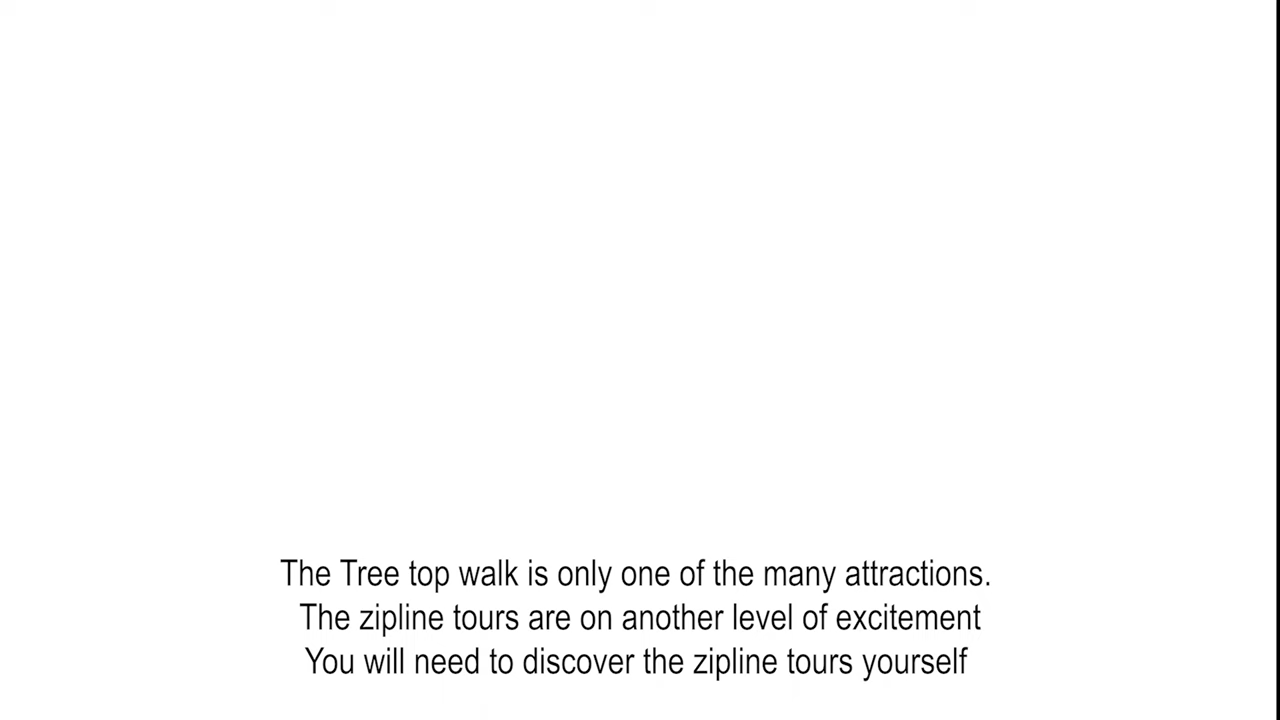 The Tree top walk is only one of the many attractions.
The zipline tours are on another level of excitement
You will need to discover the zipline tours yourself